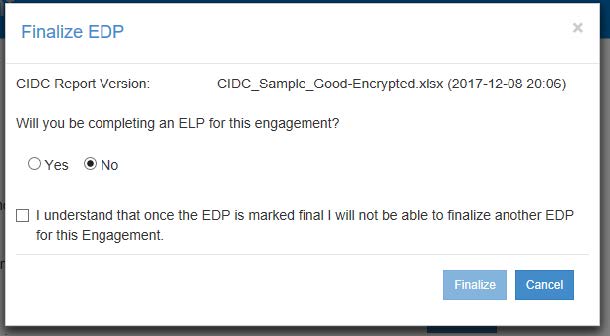 Finalize EDP
×
CIDC Report Version: CIDC_Sample_Good-Encrypted.xlsx (2017-12-08 20:06)
Will you be completing an ELP for this engagement?
Yes No
I understand that once the EDP is marked final I will not be able to finalize another EDP
for this Engagement.
Finalize Cancel